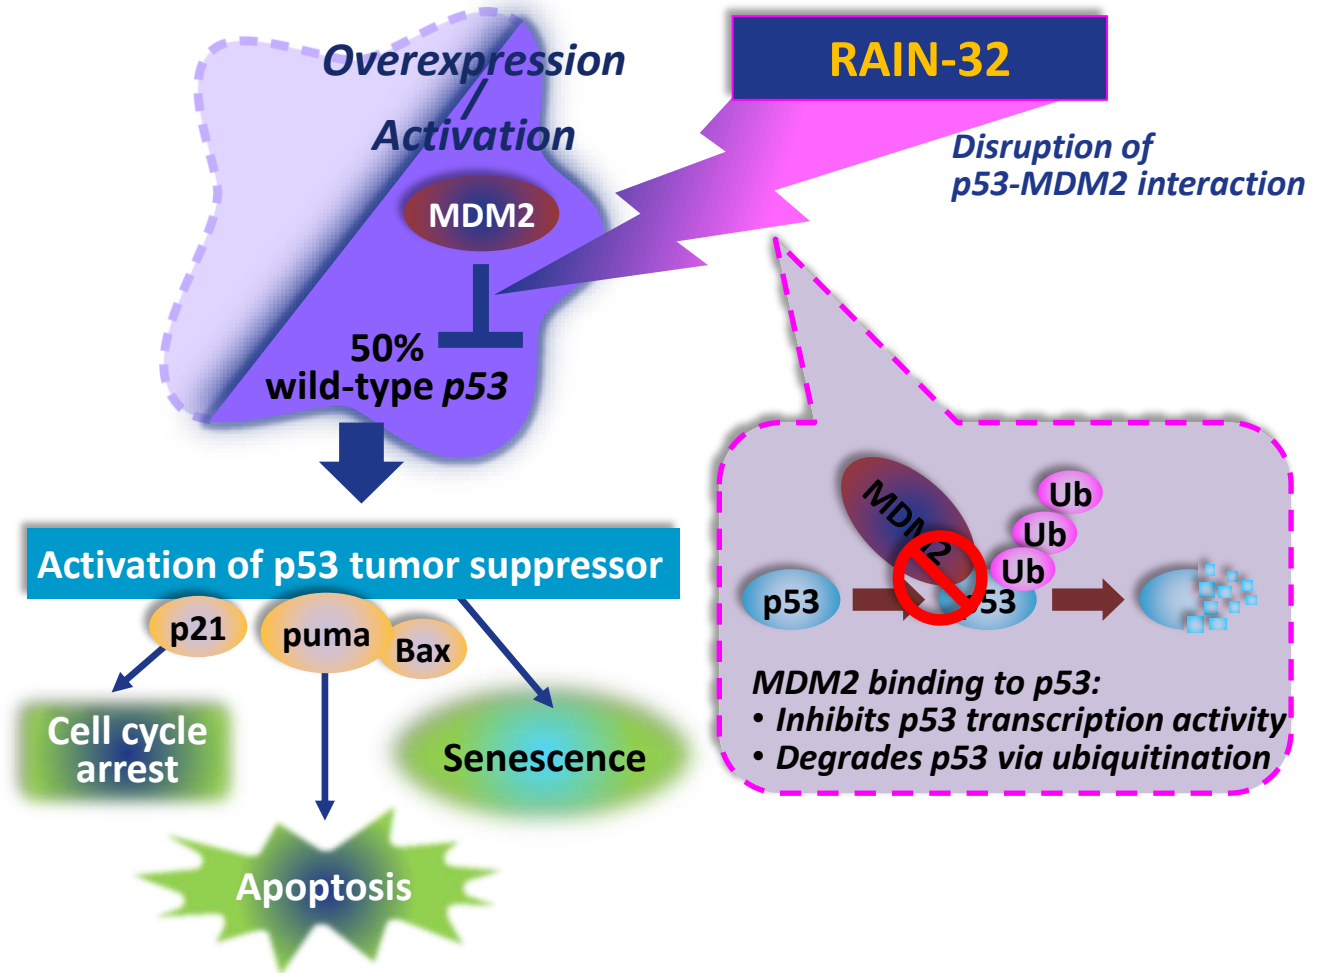 Overexpression
/
Activation
MDM2
50%
wild-type p53
RAIN-32
Disruption of
p53-MDM2 interaction
Activation of p53 tumor suppressor
p21
puma
Bax
Cell cycle
arrest
Senescence
Apoptosis
MDM2
Ub
Ub
Ub
p53
p53
MDM2 binding to p53:
• Inhibits p53 transcription activity
• Degrades p53 via ubiquitination